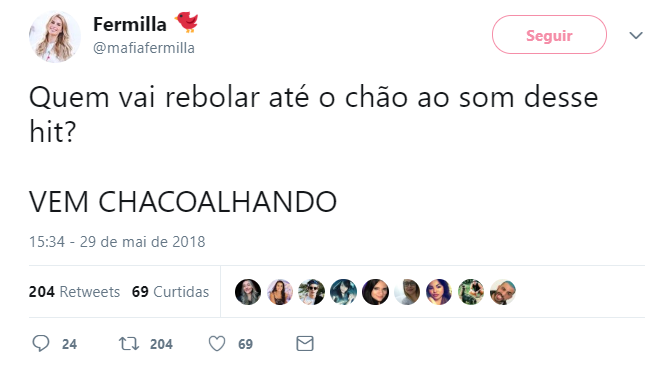 Fermilla
@mafiafermilla
Seguir
Quem vai rebolar até o chão ao som desse
hit?
VEM CHACOALHANDO
15:34 - 29 de mai de 2018
204 Retweets 69 Curtidas
24 204 69